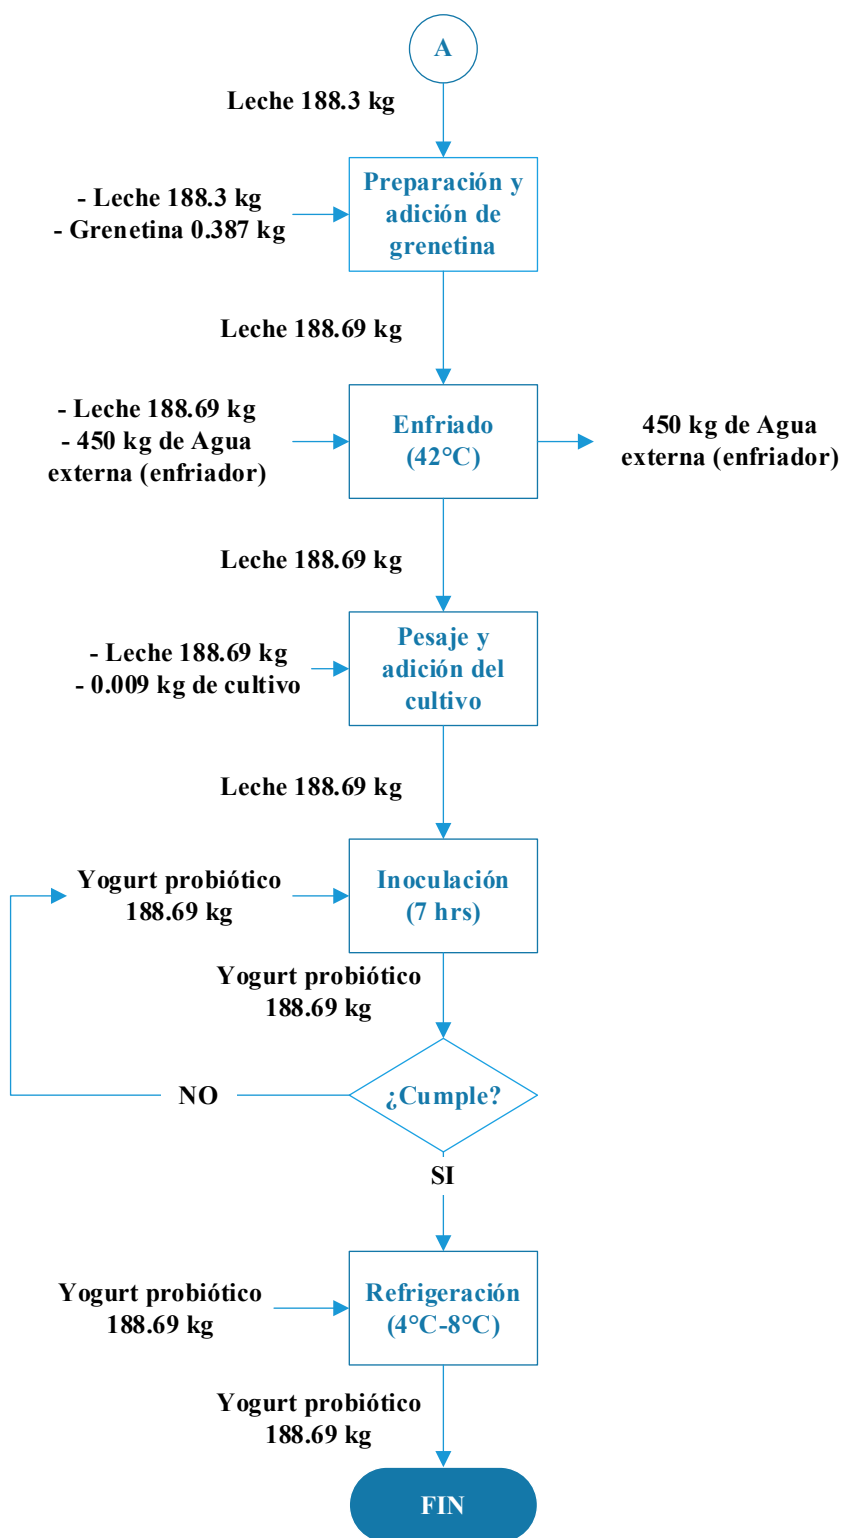 A
Leche 188.3 kg
- Leche 188.3 kg
- Grenetina 0.387 kg
Preparación y
adición de
grenetina
Leche 188.69 kg
- Leche 188.69 kg
- 450 kg de Agua
externa (enfriador)
Enfriado
(42°C)
450 kg de Agua
externa (enfriador)
Leche 188.69 kg
- Leche 188.69 kg
- 0.009 kg de cultivo
Pesaje y
adición del
cultivo
Leche 188.69 kg
Yogurt probiótico
188.69 kg
Inoculación
(7 hrs)
Yogurt probiótico
188.69 kg
¿Cumple?
NO
SI
Yogurt probiótico
188.69 kg
Refrigeración
(4°C-8°C)
Yogurt probiótico
188.69 kg
FIN